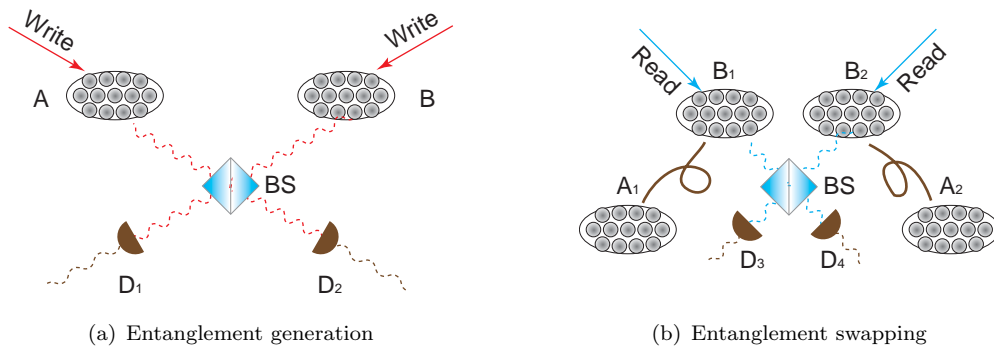 Write
Write
A
B
BS
D1
D2
(a) Entanglement generation
Read
Read
B1
B2
BS
A1
A2
D3
D4
(b) Entanglement swapping